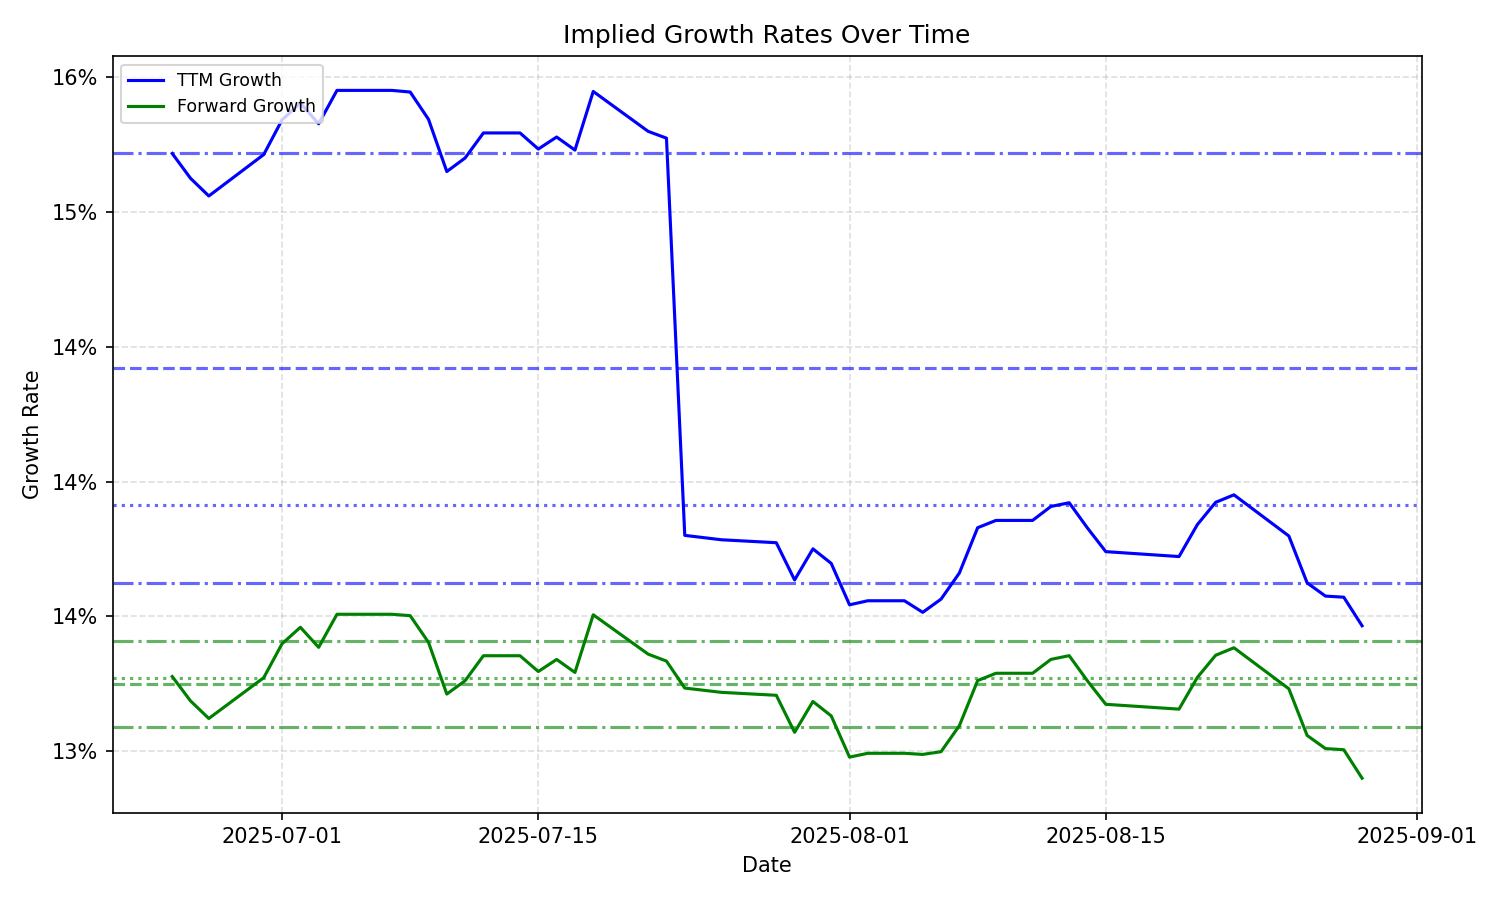 Implied Growth Rates Over Time
TTM Growth
Forward Growth
16%
15%
14%
14%
14%
13%
Growth Rate
2025-07-01
2025-07-15
2025-08-01
2025-08-15
2025-09-01
Date